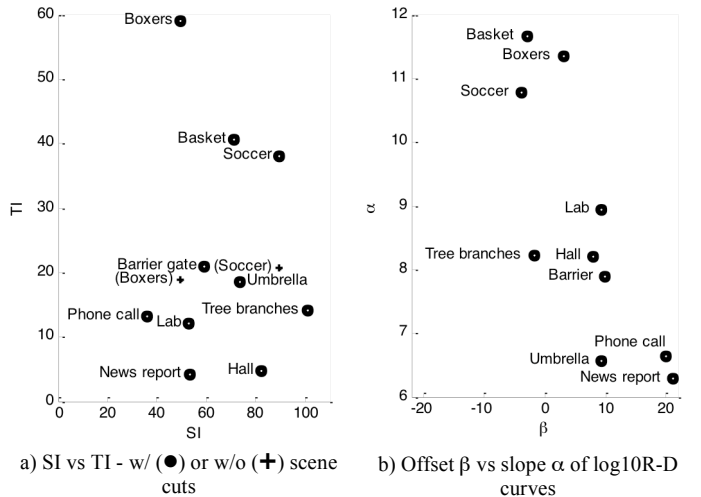 60
50
40
30
20
10
0
TI
Boxers
Basket
Soccer
Barrier gate
(Soccer)
(Boxers)
Umbrella
Tree branches
Phone call
Lab
News report
Hall
0 20 40 60 80 100
SI
a) SI vs TI - w/ (●) or w/o (+) scene
cuts
12
11
10
9
8
7
6
α
Basket
Boxers
Soccer
Lab
Tree branches
Hall
Barrier
Phone call
Umbrella
News report
-20 -10 0 10 20
β
b) Offset β vs slope α of log10R-D
curves